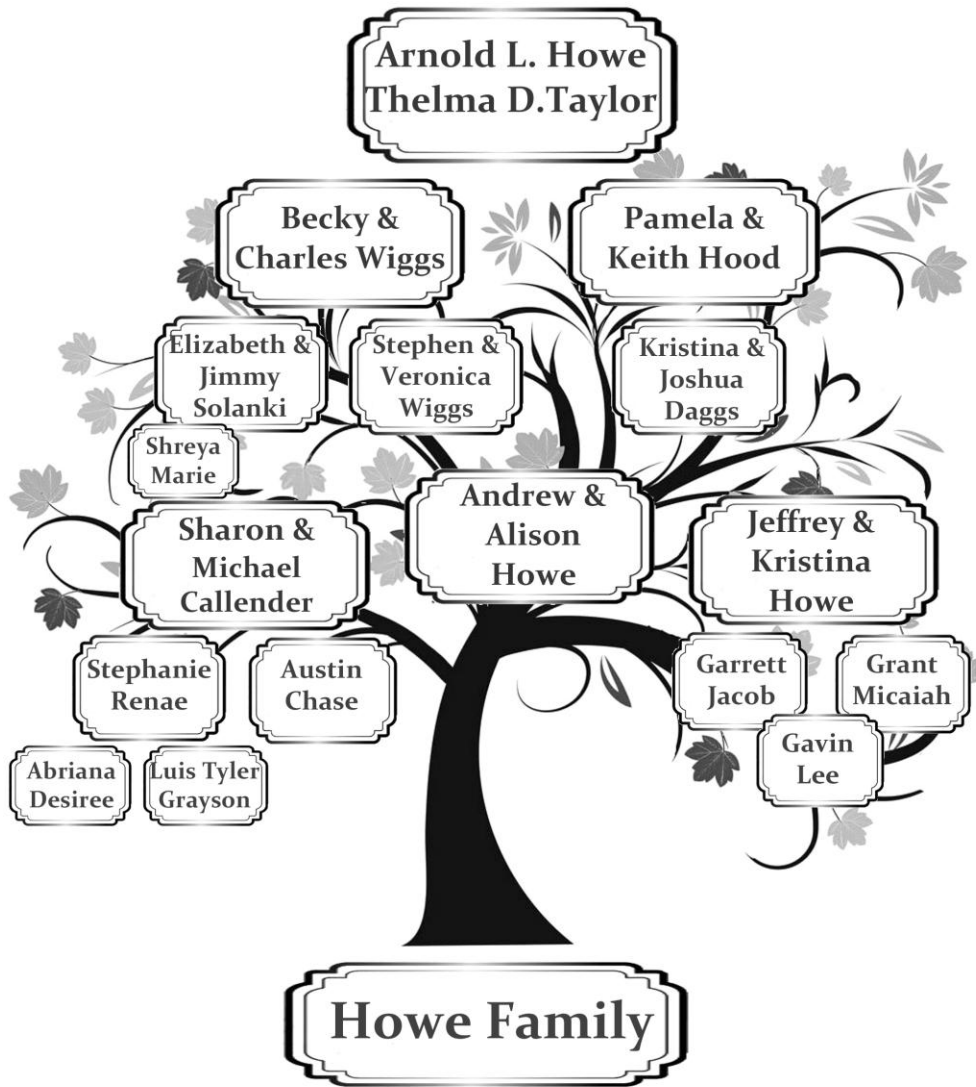 Arnold L. Howe
Thelma D.Taylor
Becky &
Charles Wiggs
Pamela &
Keith Hood
Elizabeth &
Jimmy
Solanki
Stephen &
Veronica
Wiggs
Kristina &
Joshua
Daggs
Shreya
Marie
Sharon &
Michael
Callender
Andrew &
Alison
Howe
Jeffrey &
Kristina
Howe
Stephanie
Renae
Austin
Chase
Garrett
Jacob
Grant
Micaiah
Gavin
Lee
Abriana
Desiree
Luis Tyler
Grayson
Howe Family